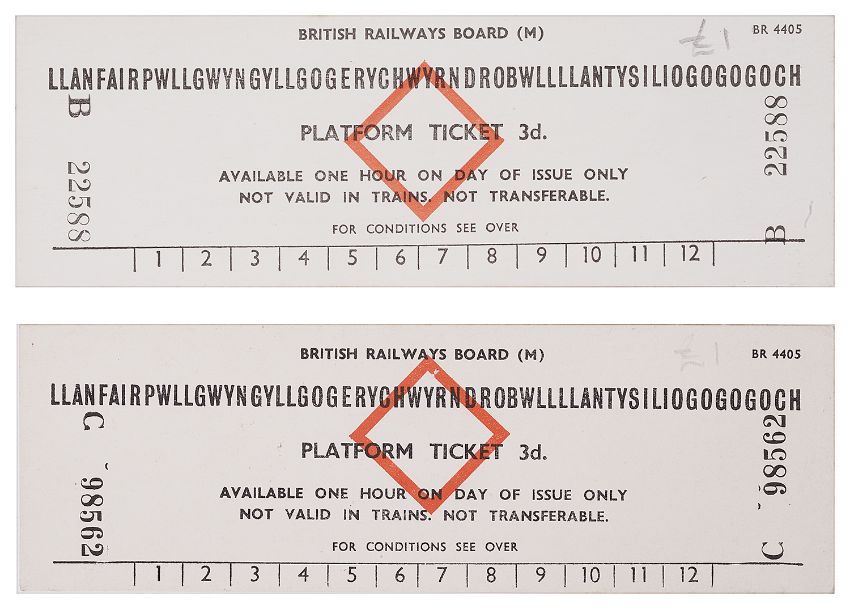 BRITISH RAILWAYS BOARD (M)
BR 4405
£1
LLANFAIRPWLLGWYNGYLLGOGERYCHWYRNDROBWLLLLANTYSILIOGOGOGOCH
B 22588
PLATFORM TICKET 3d.
AVAILABLE ONE HOUR ON DAY OF ISSUE ONLY
NOT VALID IN TRAINS. NOT TRANSFERABLE.
FOR CONDITIONS SEE OVER
B 22588
1 2 3 4 5 6 7 8 9 10 11 12
BRITISH RAILWAYS BOARD (M)
BR 4405
£1
LLANFAIRPWLLGWYNGYLLGOGERYCHWYRNDROBWLLLLANTYSILIOGOGOGOCH
C 98562
PLATFORM TICKET 3d.
AVAILABLE ONE HOUR ON DAY OF ISSUE ONLY
NOT VALID IN TRAINS. NOT TRANSFERABLE.
FOR CONDITIONS SEE OVER
C 98562
1 2 3 4 5 6 7 8 9 10 11 12